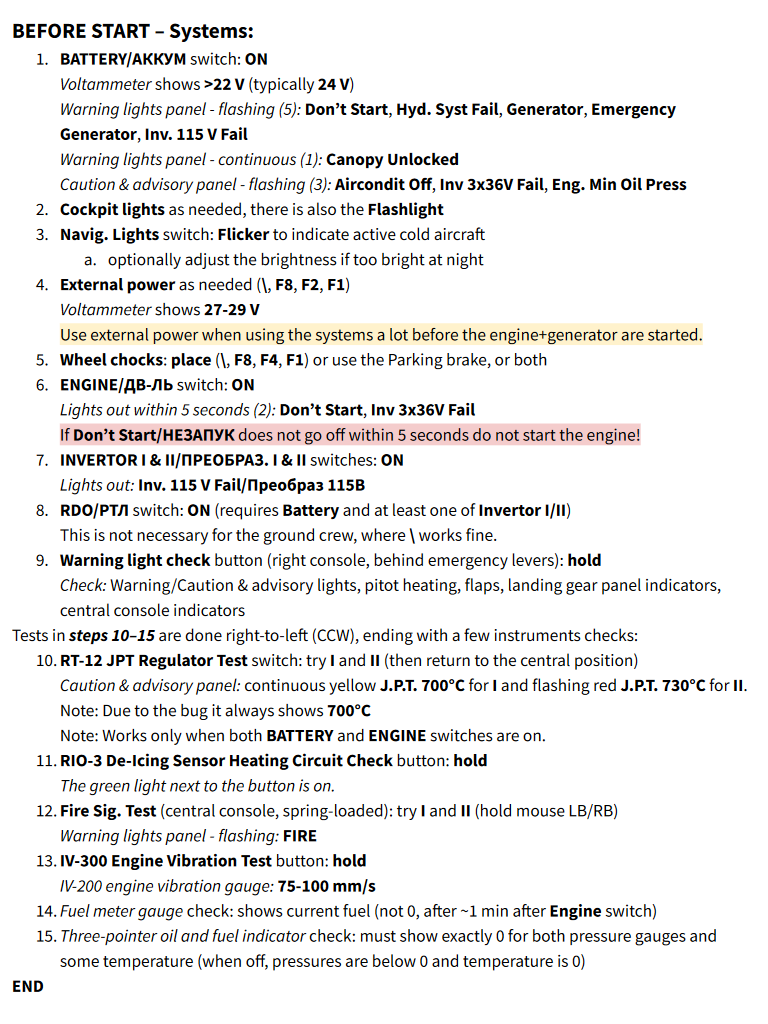 BEFORE START – Systems:
1. BATTERY/АККУМ switch: ON
Voltammeter shows >22 V (typically 24 V)
Warning lights panel - flashing (5): Don’t Start, Hyd. Syst Fail, Generator, Emergency
Generator, Inv. 115 V Fail
Warning lights panel - continuous (1): Canopy Unlocked
Caution & advisory panel - flashing (3): Aircondit Off, Inv 3x36V Fail, Eng. Min Oil Press
2. Cockpit lights as needed, there is also the Flashlight
3. Navig. Lights switch: Flicker to indicate active cold aircraft
a. optionally adjust the brightness if too bright at night
4. External power as needed (\, F8, F2, F1)
Voltammeter shows 27-29 V
Use external power when using the systems a lot before the engine+generator are started.
5. Wheel chocks: place (\, F8, F4, F1) or use the Parking brake, or both
6. ENGINE/ДВ-ЛЬ switch: ON
Lights out within 5 seconds (2): Don’t Start, Inv 3x36V Fail
If Don’t Start/НЕЗАПУК does not go off within 5 seconds do not start the engine!
7. INVERTOR I & II/ПРЕОБРАЗ. I & II switches: ON
Lights out: Inv. 115 V Fail/Преобраз 115В
8. RDO/РТЛ switch: ON (requires Battery and at least one of Invertor I/II)
This is not necessary for the ground crew, where \ works fine.
9. Warning light check button (right console, behind emergency levers): hold
Check: Warning/Caution & advisory lights, pitot heating, flaps, landing gear panel indicators,
central console indicators
Tests in steps 10–15 are done right-to-left (CCW), ending with a few instruments checks:
10. RT-12 JPT Regulator Test switch: try I and II (then return to the central position)
Caution & advisory panel: continuous yellow J.P.T. 700°C for I and flashing red J.P.T. 730°C for II.
Note: Due to the bug it always shows 700°C
Note: Works only when both BATTERY and ENGINE switches are on.
11. RIO-3 De-Icing Sensor Heating Circuit Check button: hold
The green light next to the button is on.
12. Fire Sig. Test (central console, spring-loaded): try I and II (hold mouse LB/RB)
Warning lights panel - flashing: FIRE
13. IV-300 Engine Vibration Test button: hold
IV-200 engine vibration gauge: 75-100 mm/s
14. Fuel meter gauge check: shows current fuel (not 0, after ~1 min after Engine switch)
15. Three-pointer oil and fuel indicator check: must show exactly 0 for both pressure gauges and
some temperature (when off, pressures are below 0 and temperature is 0)
END